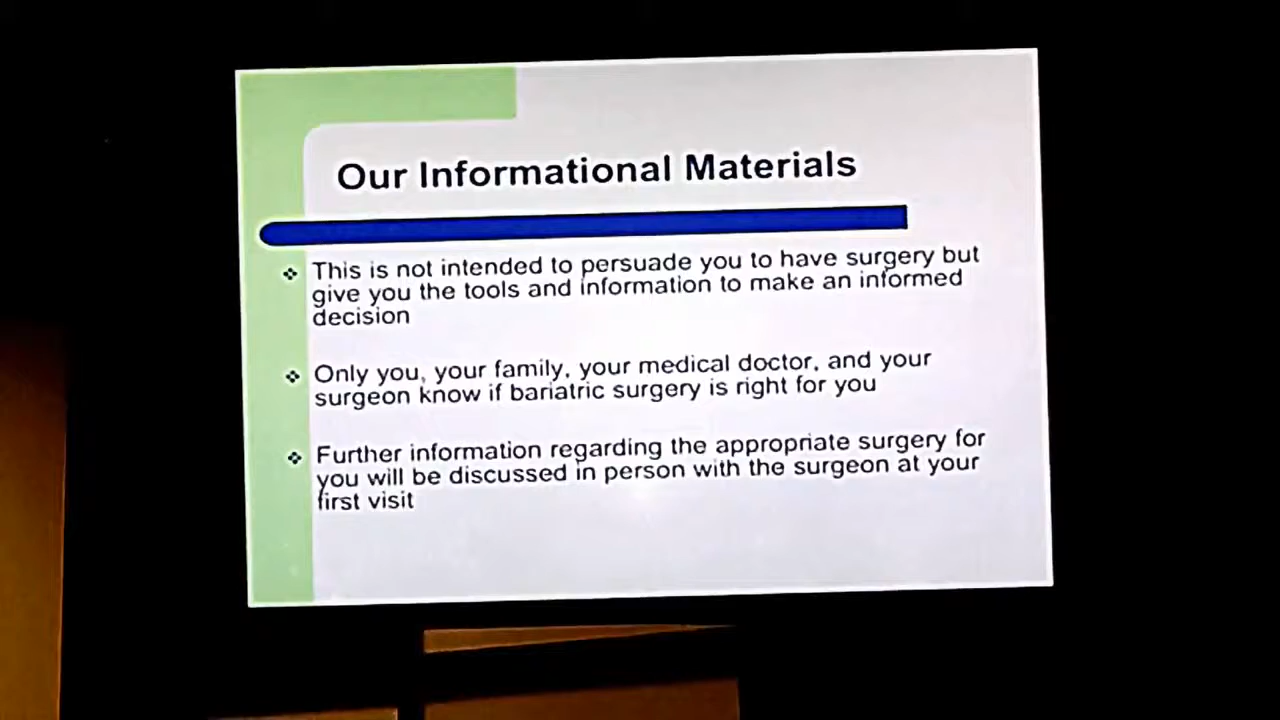 Our Informational Materials
This is not intended to persuade you to have surgery but
give you the tools and information to make an informed
decision
Only you, your family, your medical doctor, and your
surgeon know if bariatric surgery is right for you
Further information regarding the appropriate surgery for
you will be discussed in person with the surgeon at your
first visit